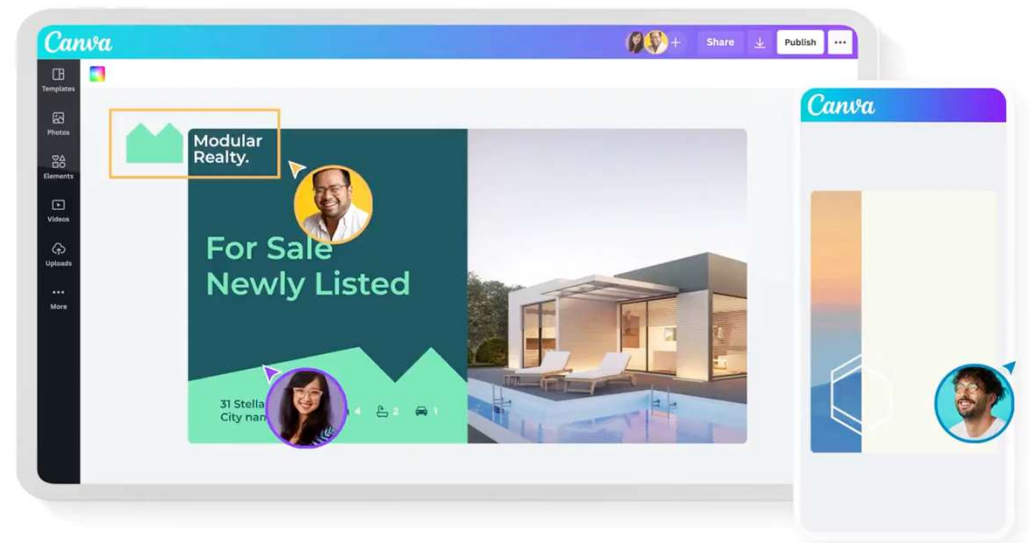 Canva
Share
Publish
Templates
Photos
Elements
Videos
Uploads
More
Modular
Realty.
For Sale
Newly Listed
31 Stella
City
4 2 1
Canva